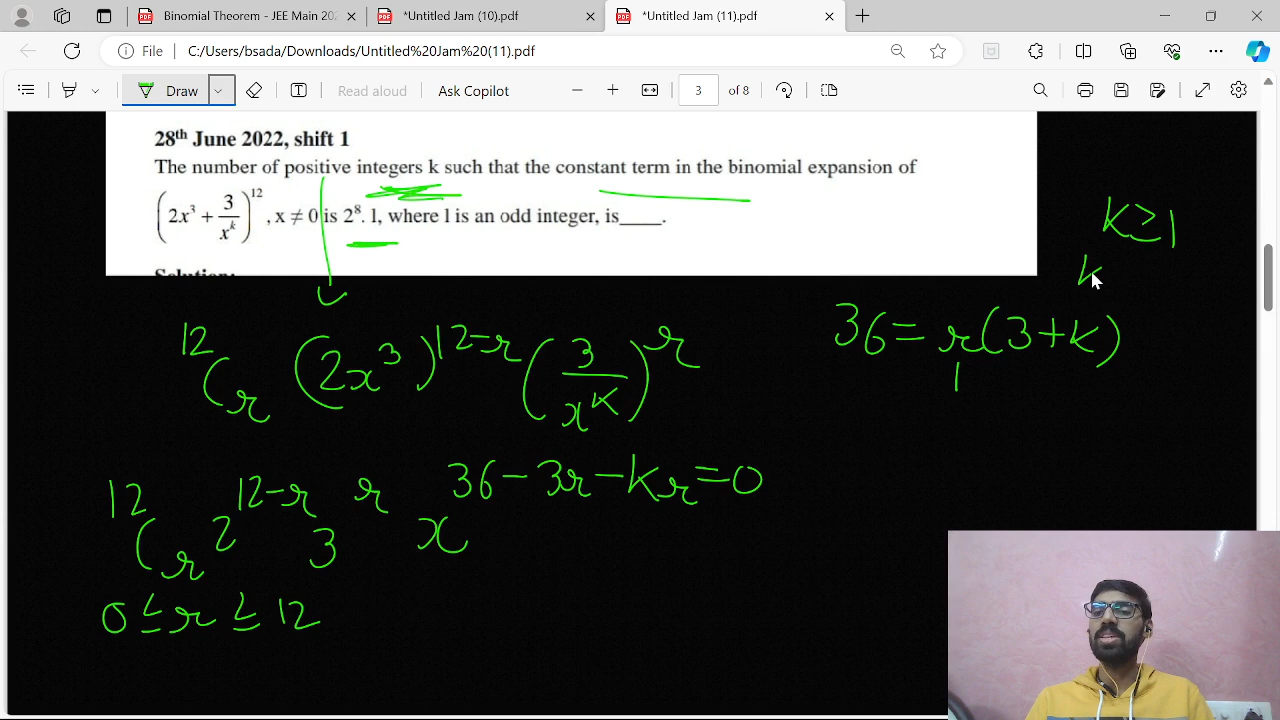 Binomial Theorem - JEE Main 202
*Untitled Jam (10).pdf
*Untitled Jam (11).pdf
File C:/Users/bsada/Downloads/Untitled%20Jam%20(11).pdf
Draw Read aloud Ask Copilot 3 of 8
28th June 2022, shift 1
The number of positive integers k such that the constant term in the binomial expansion of
(2x³ + 3/x^k)^12, x ≠ 0 is 2⁸. l, where l is an odd integer, is____.
k≥1
k
12Cr (2x³)^12-r (3/x^k)^r
36=r(3+k)
1
12Cr 2^12-r 3^r x^36-3r-kr=0
0≤r≤12